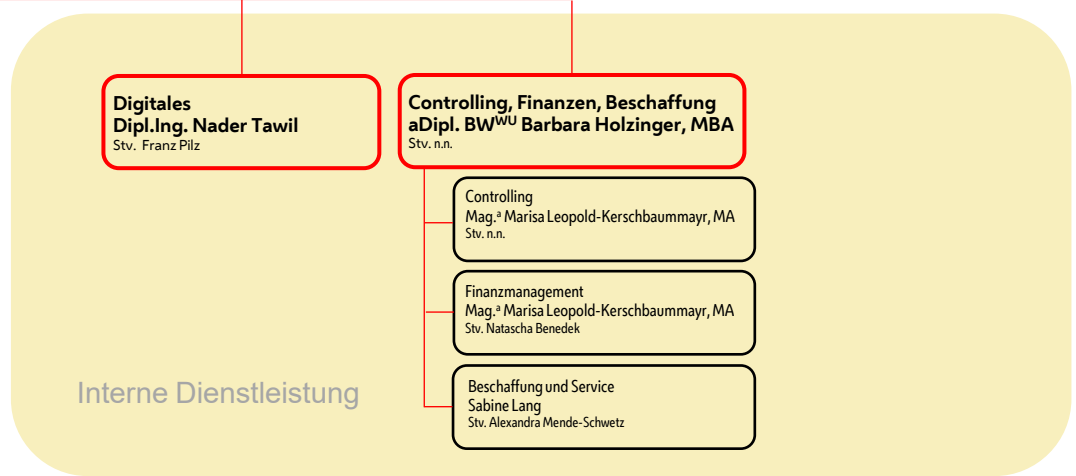 Digitales
Dipl.Ing. Nader Tawil
Stv. Franz Pilz
Controlling, Finanzen, Beschaffung
aDipl. BWᵂᵁ Barbara Holzinger, MBA
Stv. n.n.
Controlling
Mag.ª Marisa Leopold-Kerschbaummayr, MA
Stv. n.n.
Finanzmanagement
Mag.ª Marisa Leopold-Kerschbaummayr, MA
Stv. Natascha Benedek
Beschaffung und Service
Sabine Lang
Stv. Alexandra Mende-Schwetz
Interne Dienstleistung